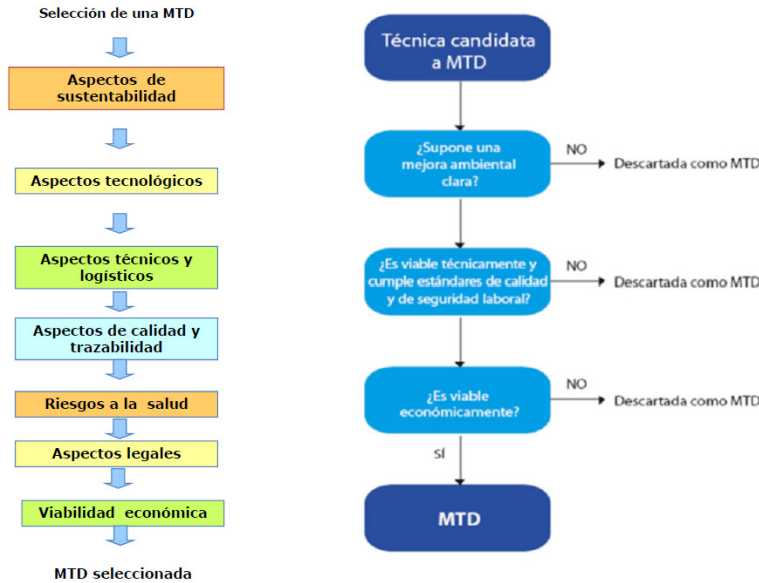 Selección de una MTD
Aspectos de
sustentabilidad
Aspectos tecnológicos
Aspectos técnicos y
logísticos
Aspectos de calidad y
trazabilidad
Riesgos a la salud
Aspectos legales
Viabilidad económica
MTD seleccionada
Técnica candidata
a MTD
¿Supone una
mejora ambiental
clara?
NO
Descartada como MTD
¿Es viable técnicamente y
cumple estándares de calidad
y de seguridad laboral?
NO
Descartada como MTD
¿Es viable
económicamente?
NO
Descartada como MTD
SÍ
MTD